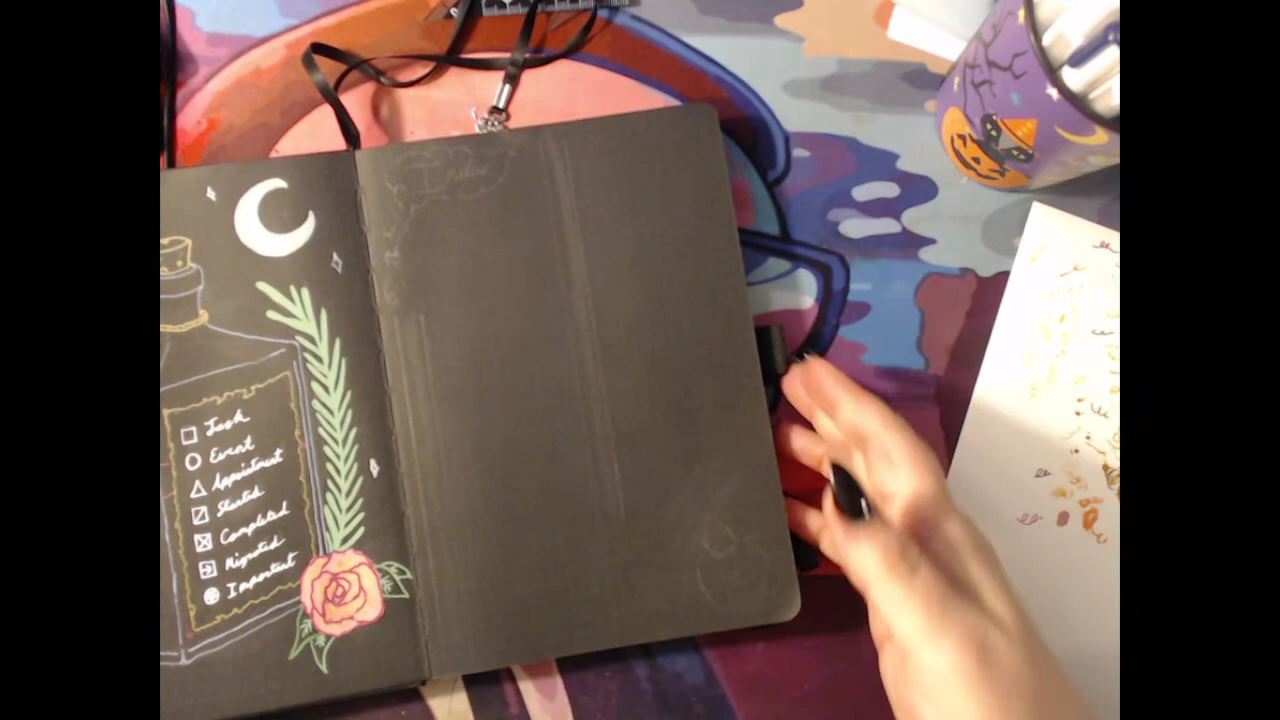 Task
Event
Appointment
Started
Completed
Migrated
Important